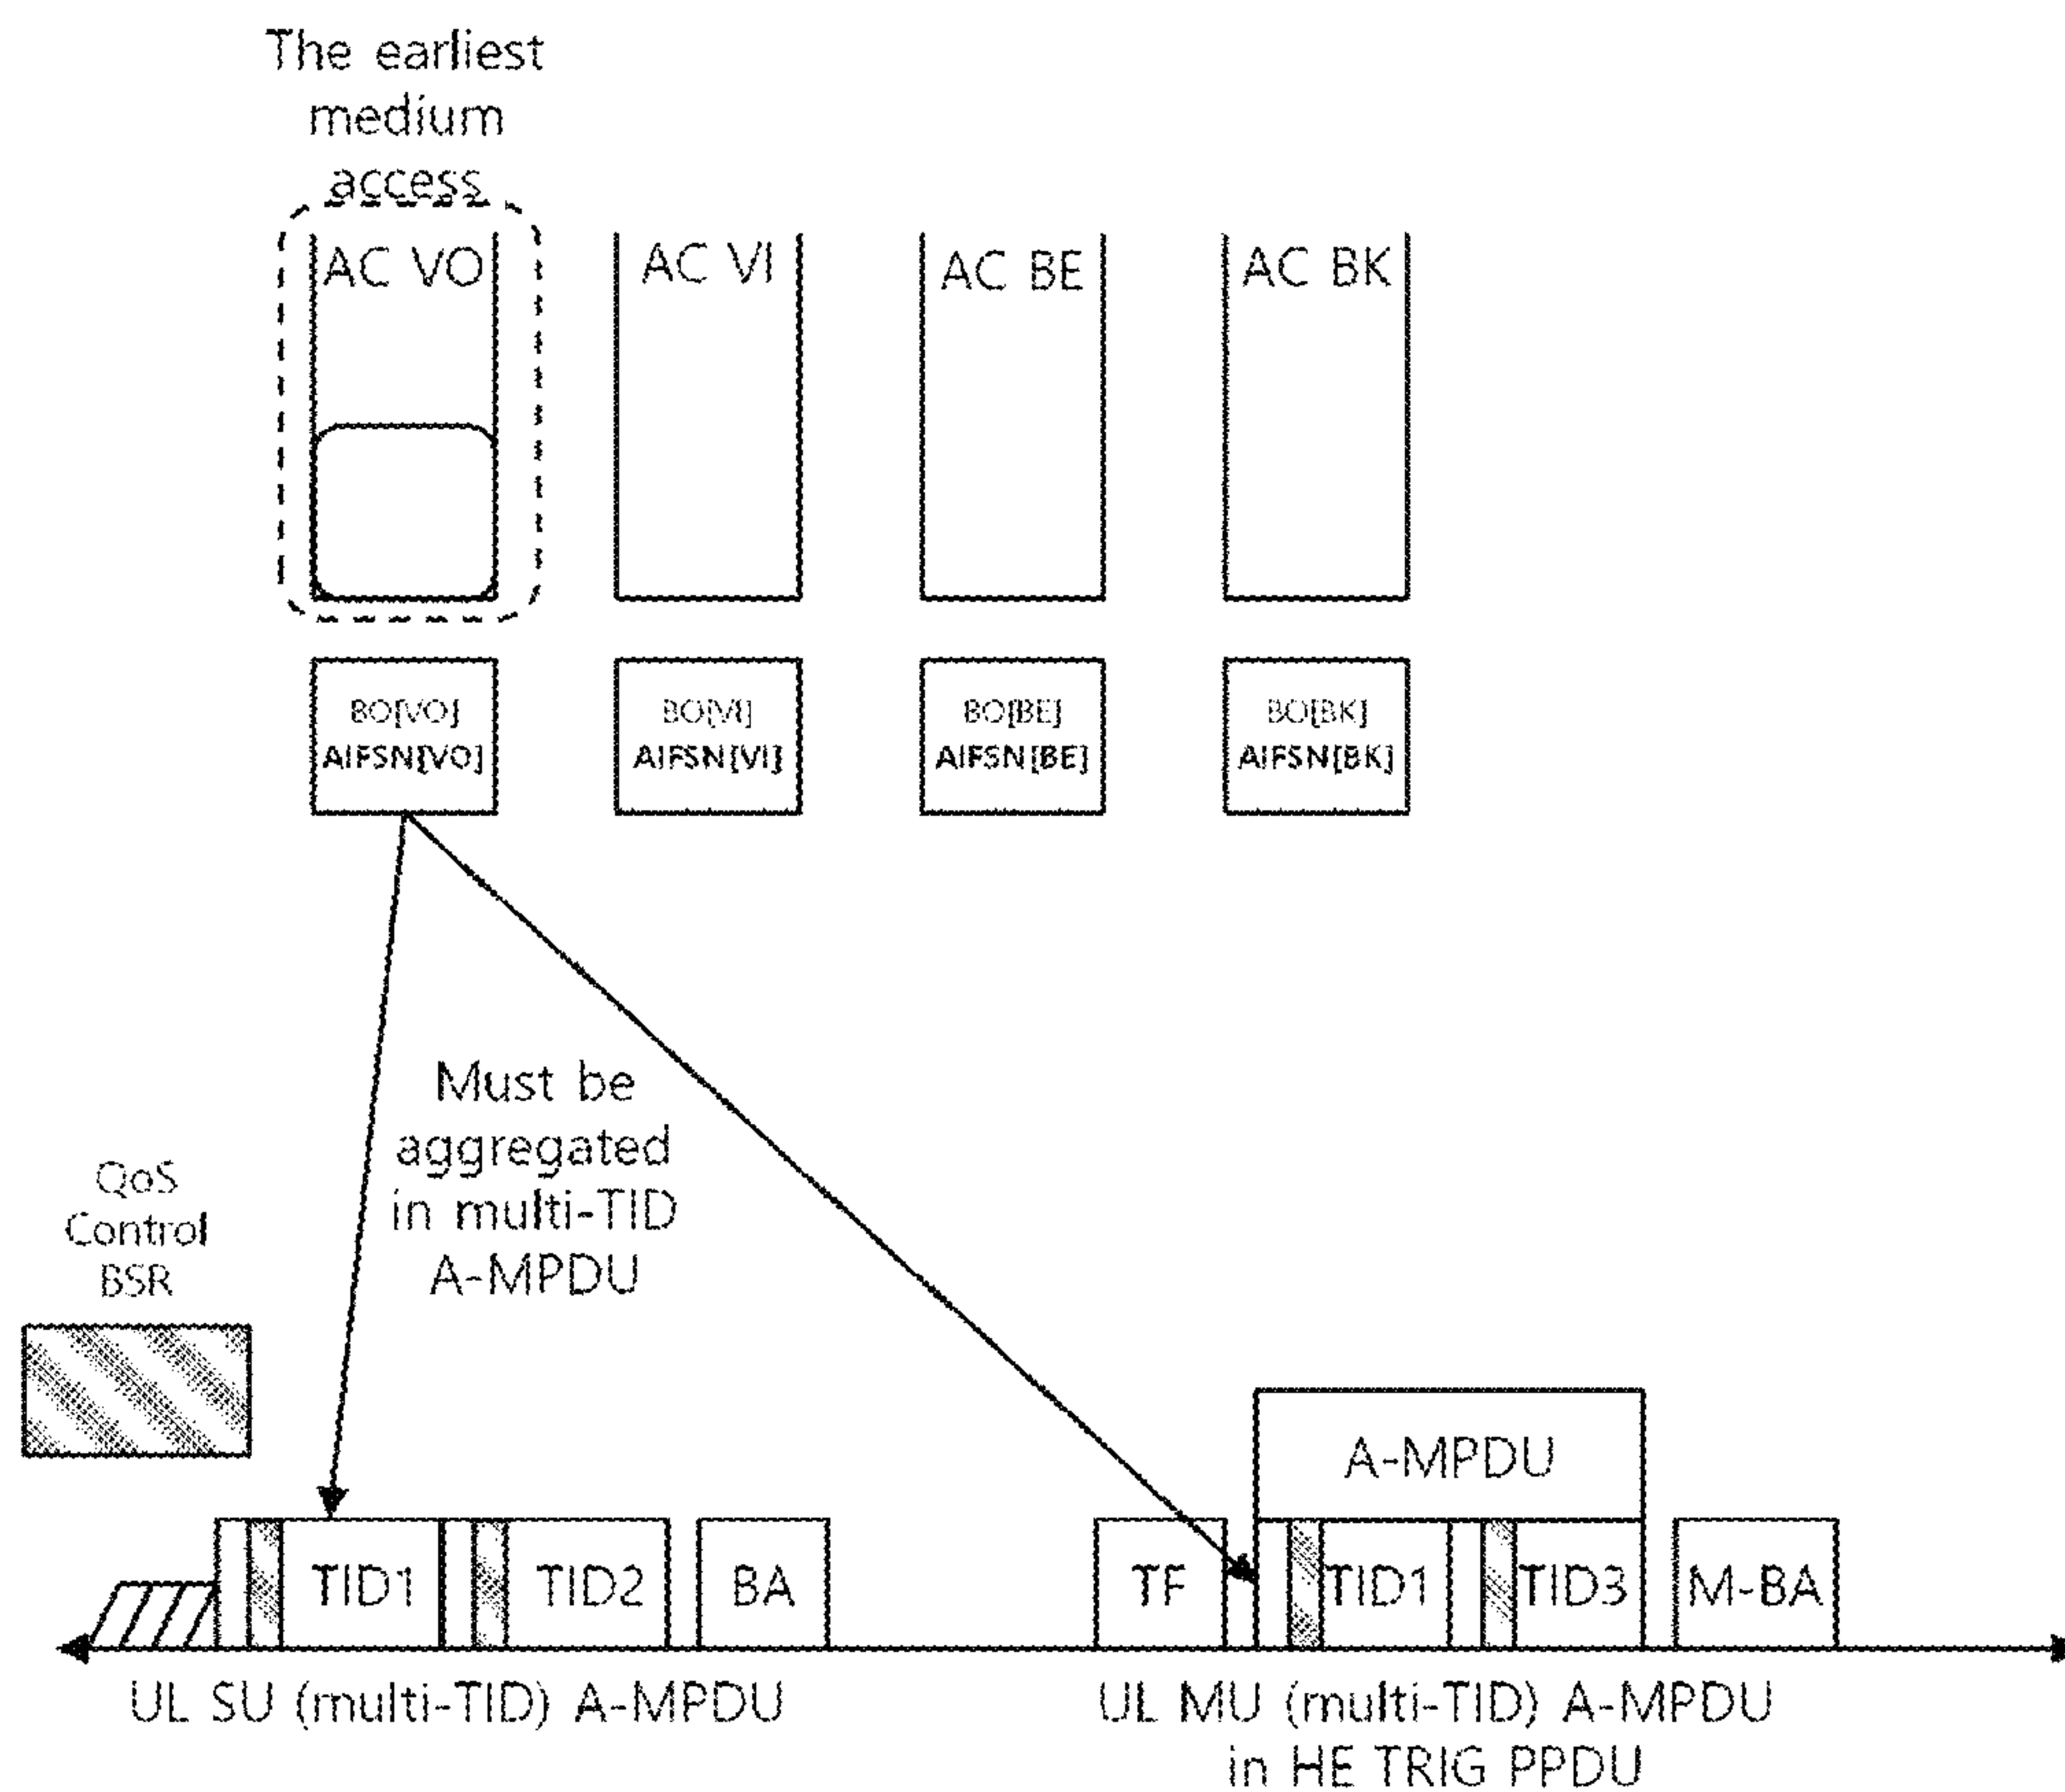 The earliest
medium
access
AC VO
AC VI
AC BE
AC BK
BO[VO]
AIFSN[VO]
BO[VI]
AIFSN[VI]
BO[BE]
AIFSN[BE]
BO[BK]
AIFSN[BK]
Must be
aggregated
in multi-TID
A-MPDU
QoS
Control
BSR
A-MPDU
TID1
TID2
BA
TF
TID1
TID3
M-BA
UL SU (multi-TID) A-MPDU
UL MU (multi-TID) A-MPDU
in HE TRIG PPDU